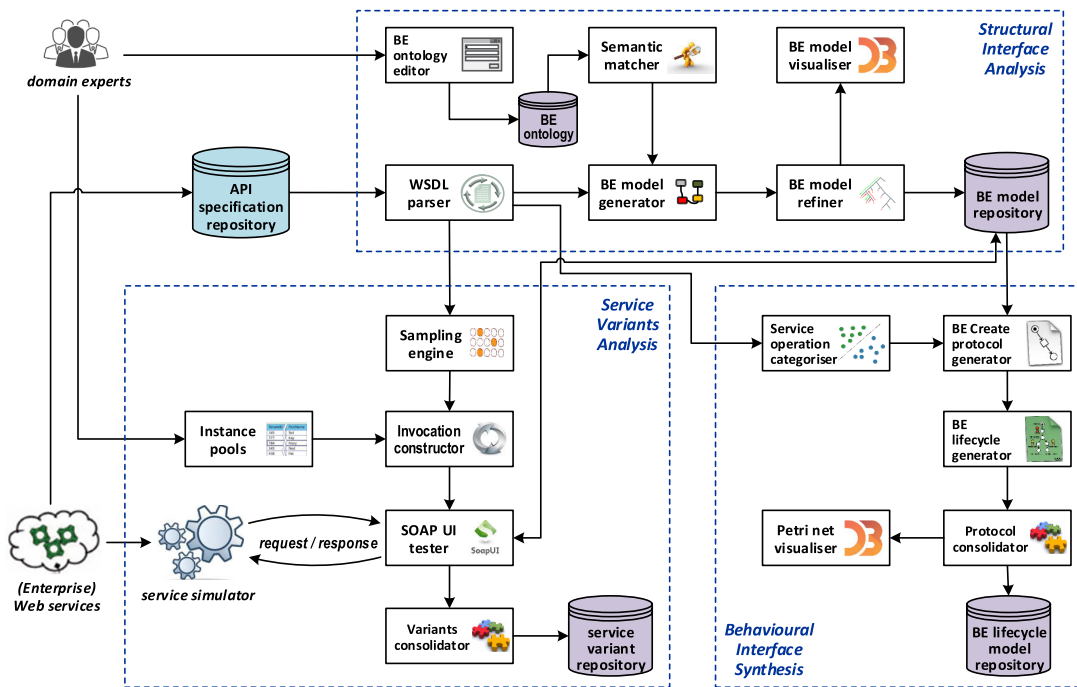 domain experts
BE
ontology
editor
Semantic
matcher
BE model
visualiser
Structural
Interface
Analysis
BE
ontology
API
specification
repository
WSDL
parser
BE model
generator
BE model
refiner
BE model
repository
Service
Variants
Analysis
Sampling
engine
Service
operation
categoriser
BE Create
protocol
generator
Instance
pools
Invocation
constructor
BE
lifecycle
generator
(Enterprise)
Web services
service simulator
request / response
SOAP UI
tester
SoapUI
Petri net
visualiser
Protocol
consolidator
Variants
consolidator
service
variant
repository
Behavioural
Interface
Synthesis
BE lifecycle
model
repository